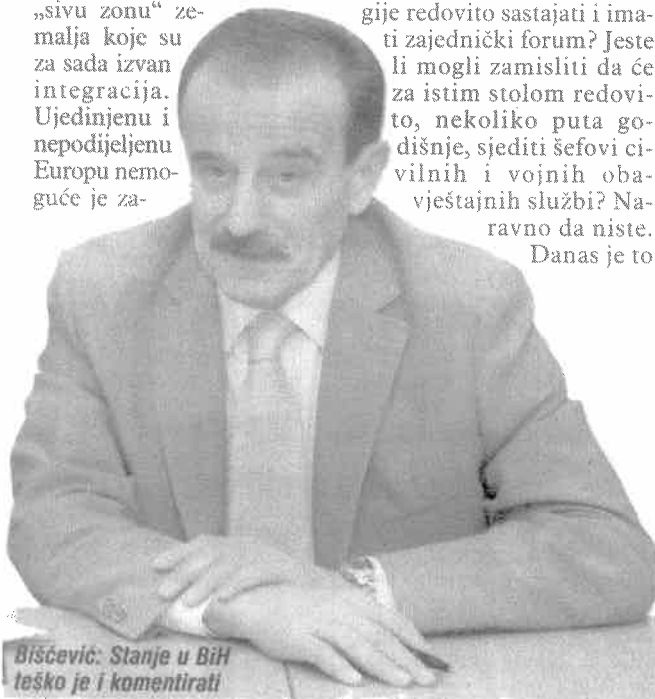 „sivu zonu“ ze-
malja koje su
za sada izvan
integracija.
Ujedinjenu i
nepodijeljenu
Europu nemo-
guće je za-
gije redovito sastajati i ima-
ti zajednički forum? Jeste
li mogli zamisliti da će
za istim stolom redovi-
to, nekoliko puta go-
dišnje, sjediti šefovi ci-
vilnih i vojnih oba-
vještajnih službi? Na-
ravno da niste.
Danas je to
Bišćević: Stanje u BiH
teško je i komentirati